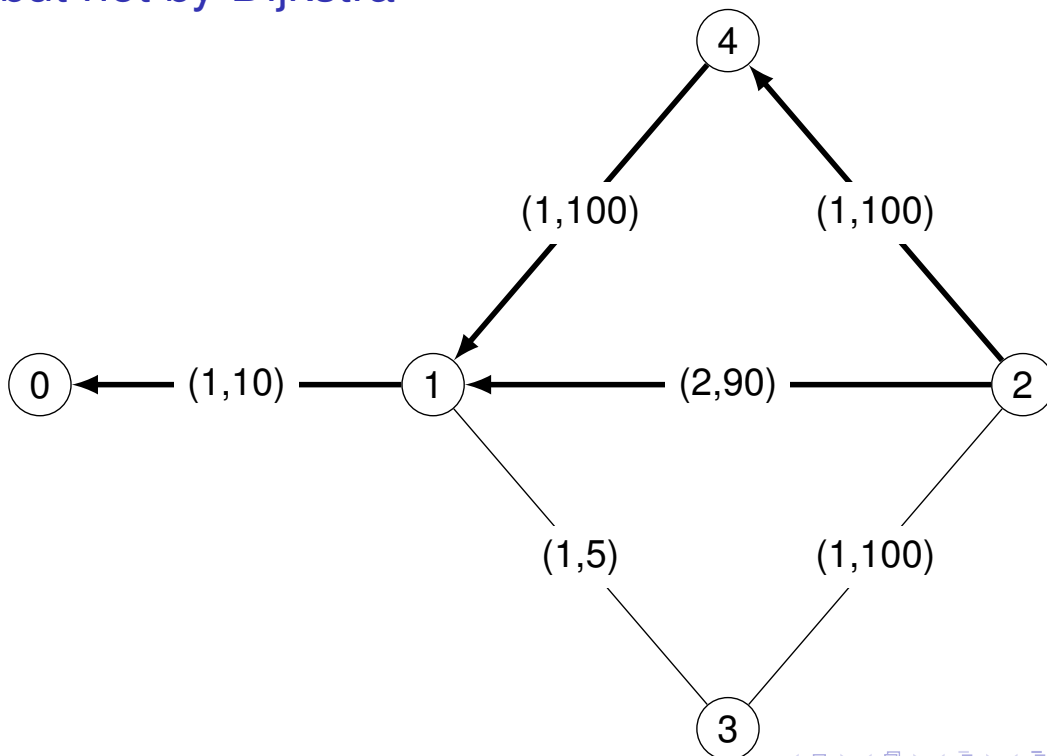 but not by Dijkstra
4
(1,100) (1,100)
0 (1,10) 1 (2,90) 2
(1,5) (1,100)
3